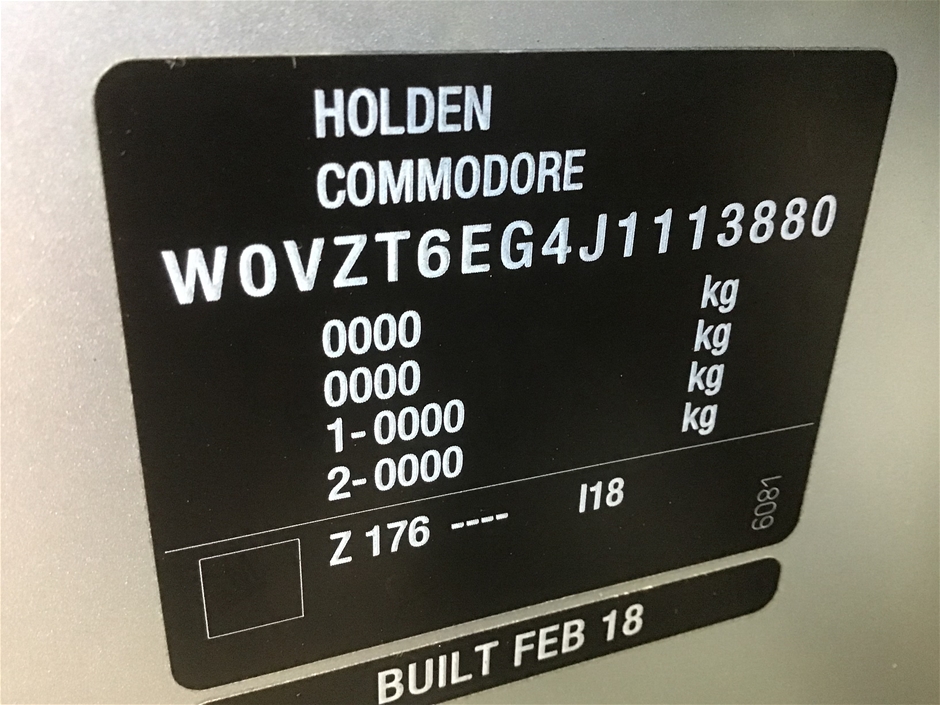 HOLDEN
COMMODORE
W0VZT6EG4J1113880
kg
0000 kg
0000 kg
1-0000 kg
2-0000
Z 176 ---- I18
6081
BUILT FEB 18